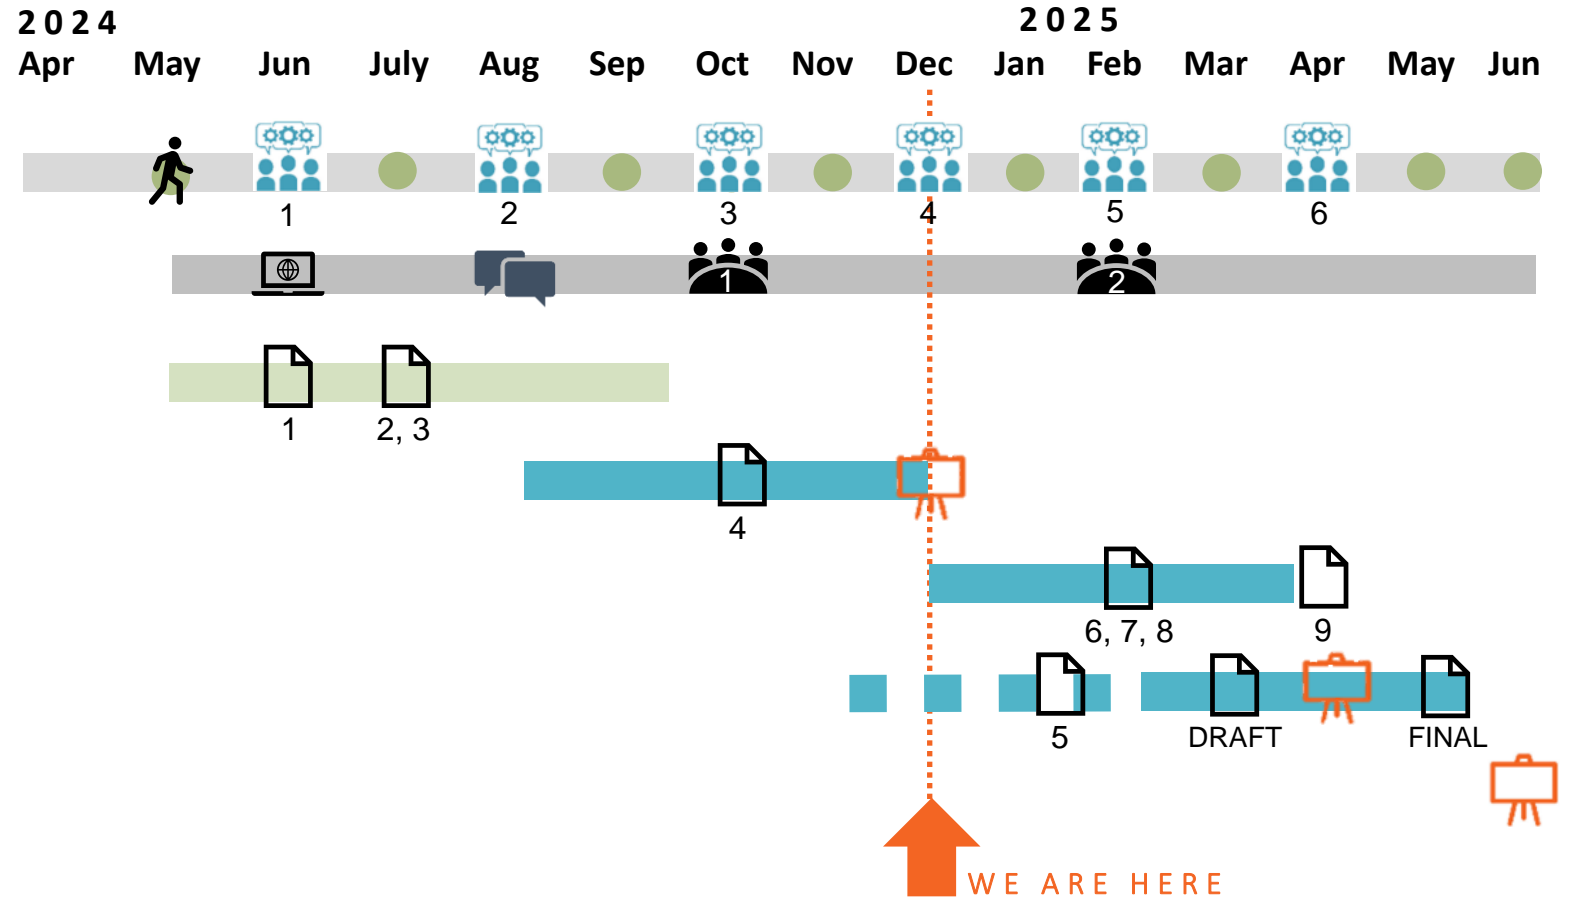 2024 2025
Apr May Jun July Aug Sep Oct Nov Dec Jan Feb Mar Apr May Jun
1 2 3 4 5 6
1 2
1 2, 3
4
6, 7, 8 9
5 DRAFT FINAL
WE ARE HERE